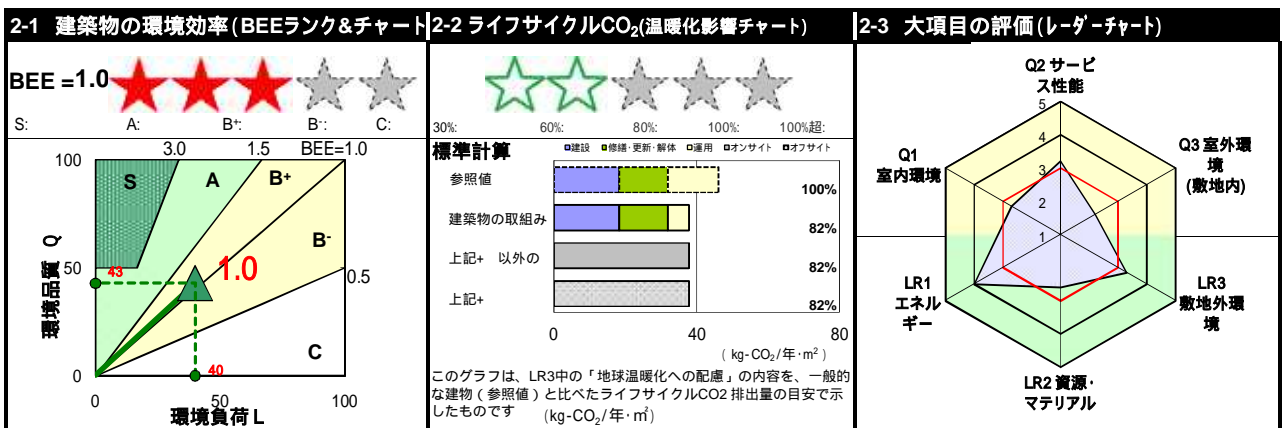 2-1 建築物の環境効率(BEEランク&チャート
BEE =1.0
S: A: B+: B-: C:
3.0 1.5 BEE=1.0
100
S
A
B+
B-
環境品質 Q
50
43
1.0
0.5
C
0
40
0 50 100
環境負荷 L
2-2 ライフサイクルCO2(温暖化影響チャート)
30%: 60%: 80%: 100%: 100%超:
標準計算
建設 修繕・更新・解体 運用 オンサイト オフサイト
参照値 100%
建築物の取組み 82%
上記+ 以外の 82%
上記+ 82%
0 40 80
( kg-CO2/年・m2 )
このグラフは、LR3中の「地球温暖化への配慮」の内容を、一般的
な建物(参照値)と比べたライフサイクルCO2 排出量の目安で示
したものです (kg-CO2/年・㎡)
2-3 大項目の評価(レーダーチャート)
Q2 サービ
ス性能
5
4
3
2
1
Q1
室内環境
Q3 室外環
境
(敷地内)
LR1
エネル
ギー
LR3
敷地外環
境
LR2 資源・
マテリアル